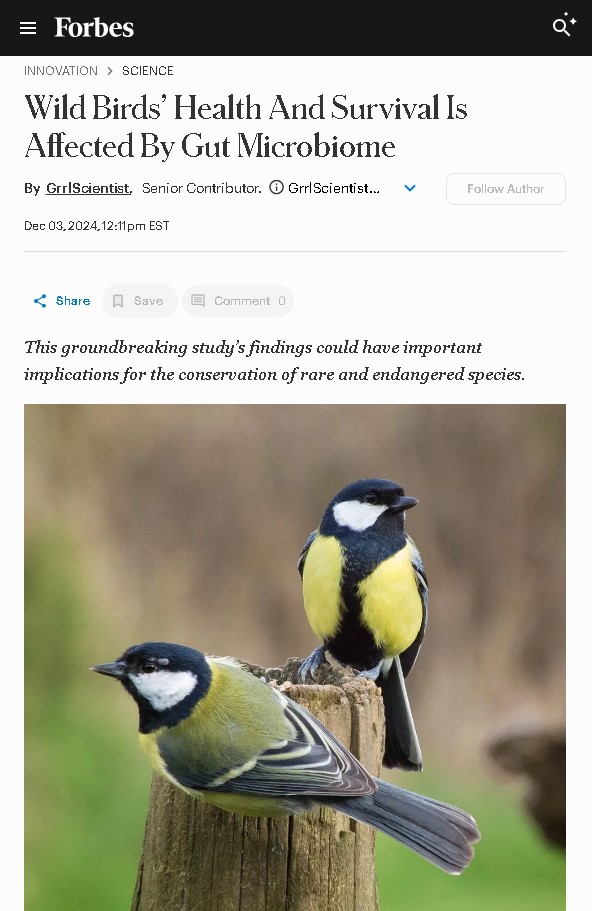 Forbes
INNOVATION > SCIENCE
Wild Birds’ Health And Survival Is
Affected By Gut Microbiome
By GrrlScientist, Senior Contributor. GrrlScientist...
Follow Author
Dec 03, 2024, 12:11pm EST
Share
Save
Comment 0
This groundbreaking study’s findings could have important
implications for the conservation of rare and endangered species.